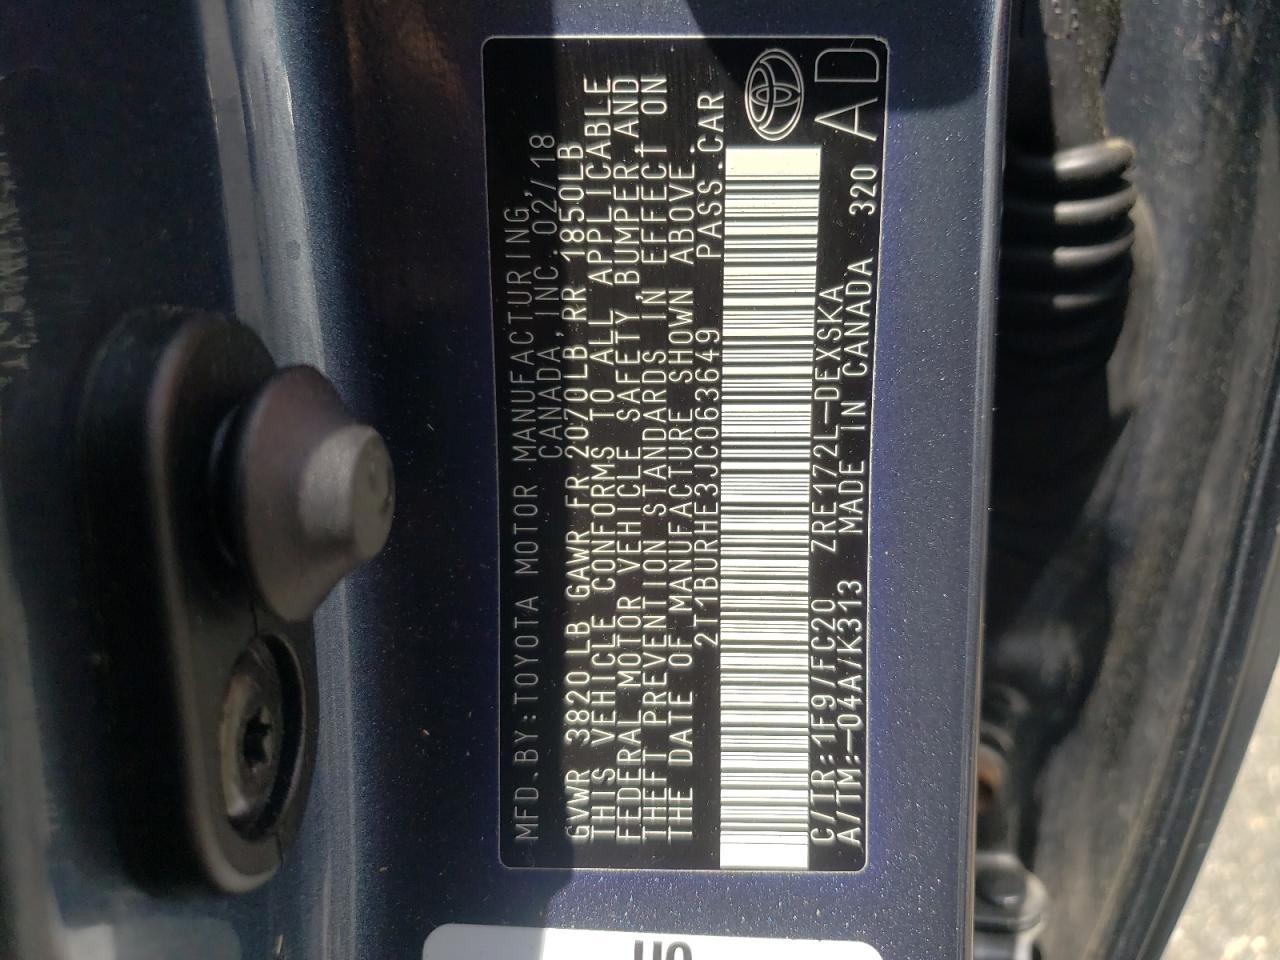 MFD.BY:TOYOTA MOTOR MANUFACTURING,
CANADA, INC. 02/18
GVWR 3820LB GAWR FR 2070LB RR 1850LB
THIS VEHICLE CONFORMS TO ALL APPLICABLE
FEDERAL MOTOR VEHICLE SAFETY, BUMPER, AND
THEFT PREVENTION STANDARDS IN EFFECT ON
THE DATE OF MANUFACTURE SHOWN ABOVE.
2T1BURHE3JC063649 PASS.CAR
C/TR:1F9/FC20 ZRE172L-DEXSKA
A/TM:-04A/K313 MADE IN CANADA 320
AD